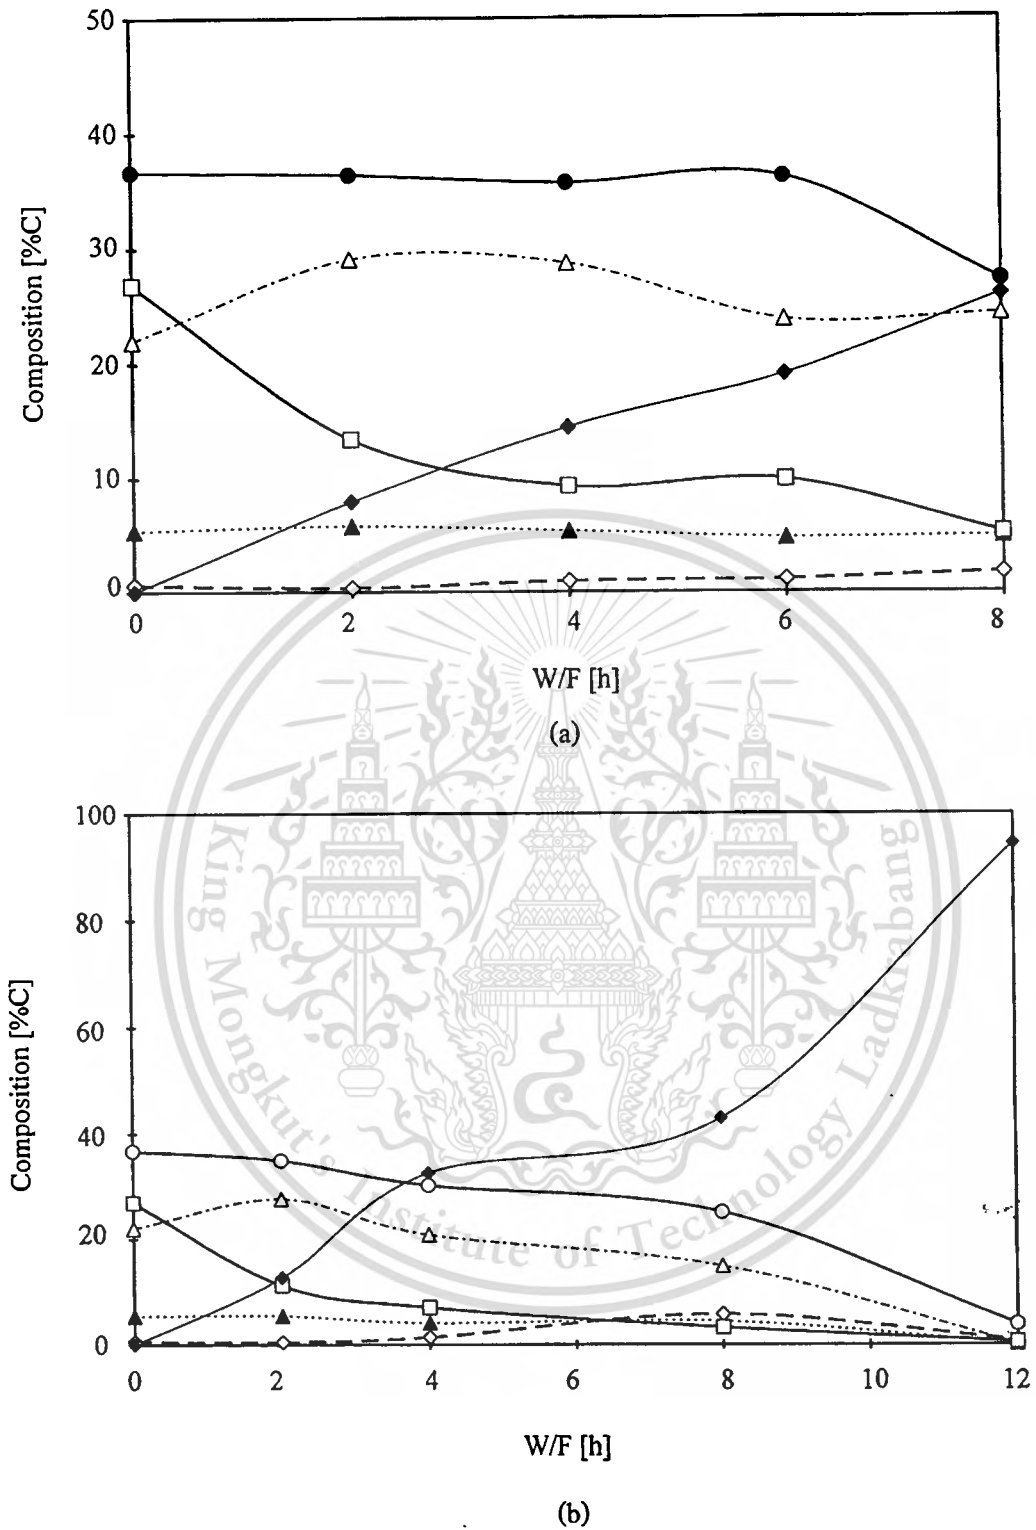 50
40
30
20
10
0
Composition [%C]
0 2 4 6 8
W/F [h]
(a)
100
80
60
40
20
0
Composition [%C]
0 2 4 6 8 10 12
W/F [h]
(b)
King Mongkut's Institute of Technology Ladkrabang